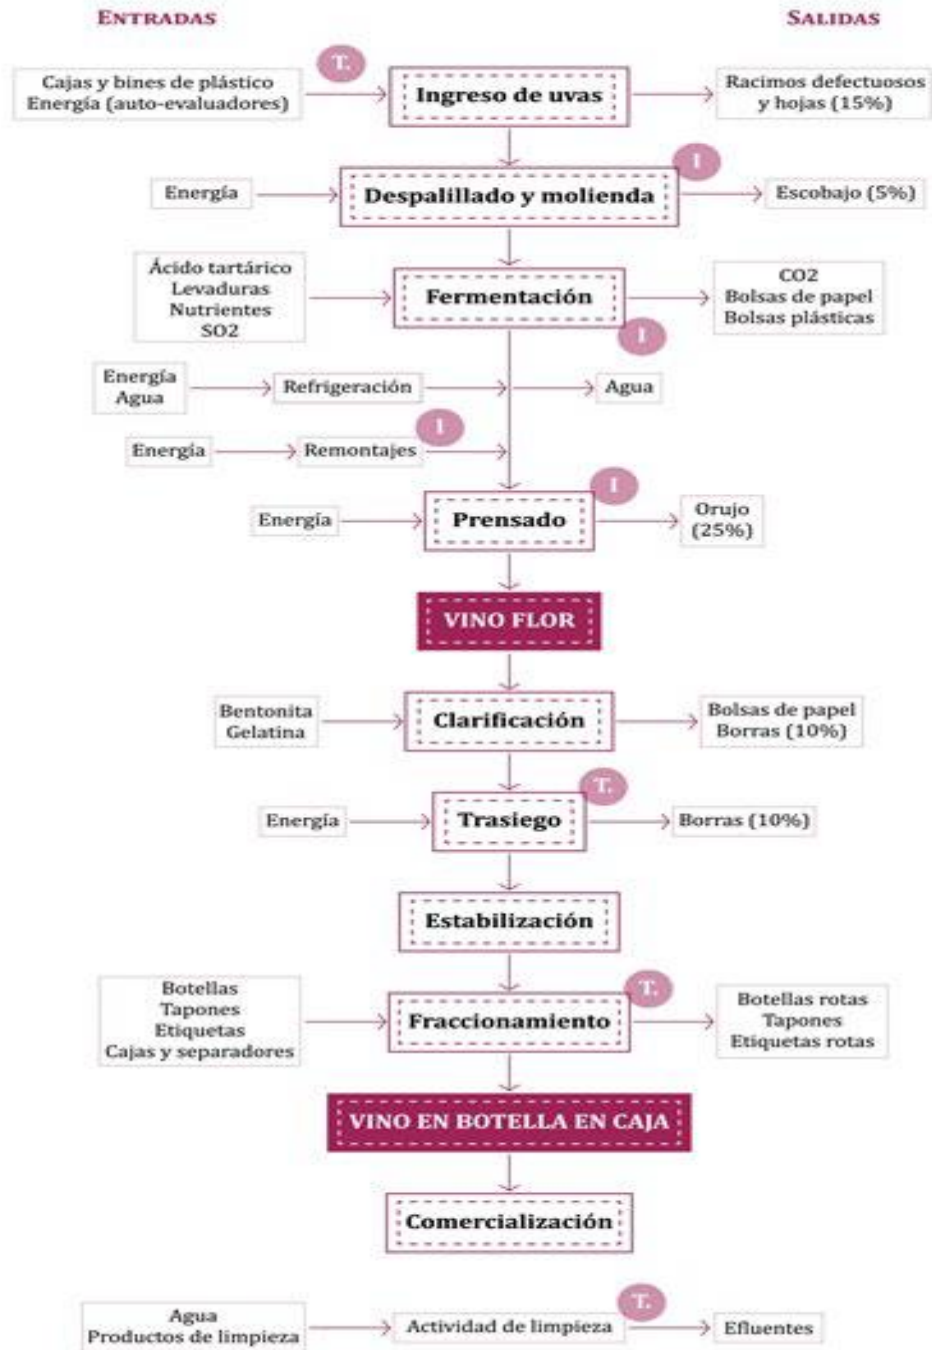 ENTRADAS
SALIDAS
T.
Cajas y bines de plástico
Energía (auto-evaluadores)
Ingreso de uvas
Racimos defectuosos
y hojas (15%)
I
Energía
Despalillado y molienda
Escobajo (5%)
Ácido tartárico
Levaduras
Nutrientes
SO2
Fermentación
CO2
Bolsas de papel
Bolsas plásticas
I
Energía
Agua
Refrigeración
Agua
I
Energía
Remontajes
I
Energía
Prensado
Orujo
(25%)
VINO FLOR
Bentonita
Gelatina
Clarificación
Bolsas de papel
Borras (10%)
T.
Energía
Trasiego
Borras (10%)
Estabilización
T.
Botellas
Tapones
Etiquetas
Cajas y separadores
Fraccionamiento
Botellas rotas
Tapones
Etiquetas rotas
VINO EN BOTELLA EN CAJA
Comercialización
T.
Agua
Productos de limpieza
Actividad de limpieza
Efluentes